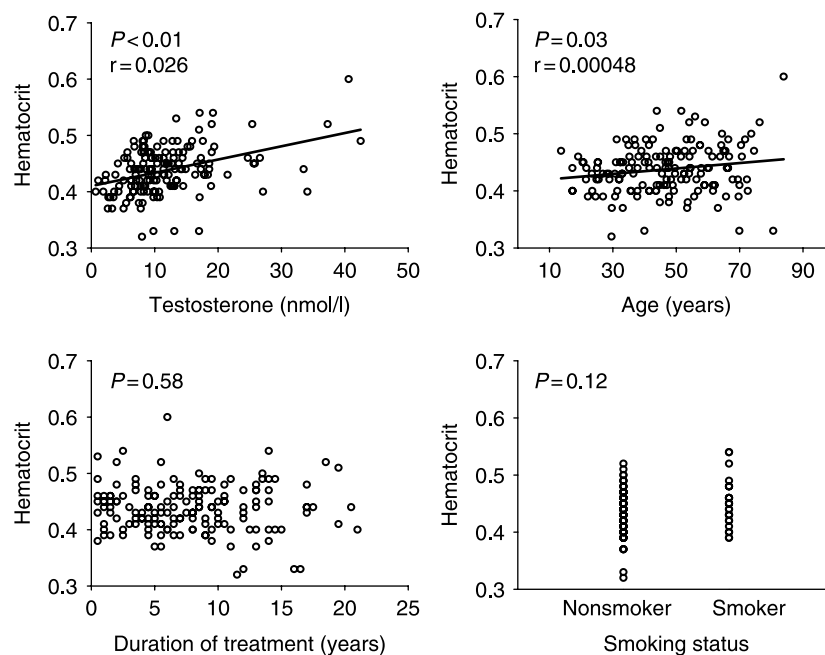 0.7
P<0.01
r=0.026
0.6
Hematocrit
0.5
0.4
0.3
0 10 20 30 40 50
Testosterone (nmol/l)
0.7
P=0.03
r=0.00048
0.6
Hematocrit
0.5
0.4
0.3
10 30 50 70 90
Age (years)
0.7
P=0.58
0.6
Hematocrit
0.5
0.4
0.3
0 5 10 15 20 25
Duration of treatment (years)
0.7
P=0.12
0.6
Hematocrit
0.5
0.4
0.3
Nonsmoker Smoker
Smoking status